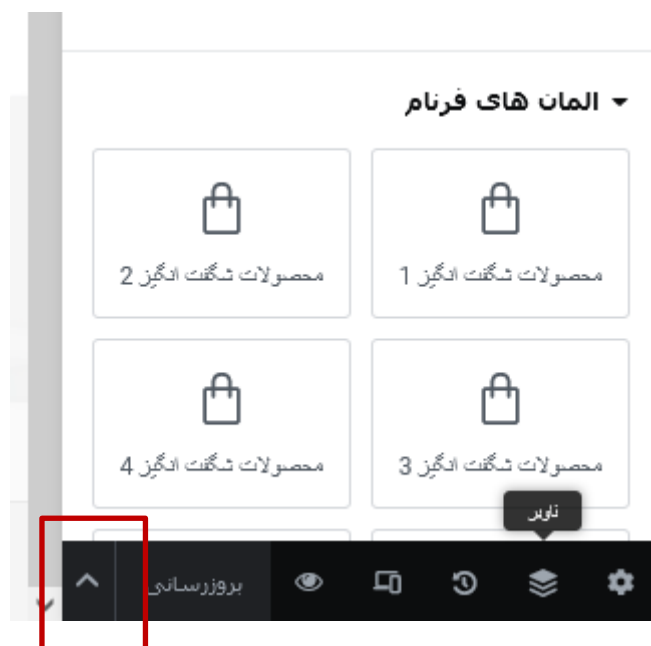 المان های فرنام
محصولات شگفت انگیز 1
محصولات شگفت انگیز 2
محصولات شگفت انگیز 3
محصولات شگفت انگیز 4
ناوبر
بروزرسانی